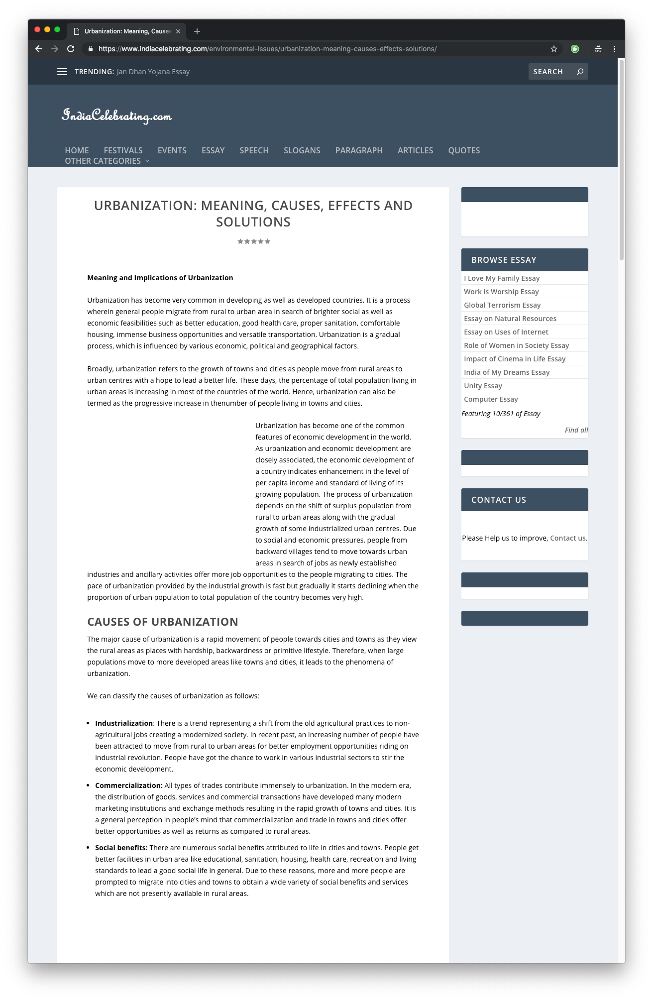 Urbanization: Meaning, Causes
https://www.indiacelebrating.com/environmental-issues/urbanization-meaning-causes-effects-solutions/
TRENDING: Jan Dhan Yojana Essay
SEARCH
IndiaCelebrating.com
HOME FESTIVALS EVENTS ESSAY SPEECH SLOGANS PARAGRAPH ARTICLES QUOTES
OTHER CATEGORIES
URBANIZATION: MEANING, CAUSES, EFFECTS AND
SOLUTIONS
Meaning and Implications of Urbanization
Urbanization has become very common in developing as well as developed countries. It is a process
wherein general people migrate from rural to urban area in search of brighter social as well as
economic feasibilities such as better education, good health care, proper sanitation, comfortable
housing, immense business opportunities and versatile transportation. Urbanization is a gradual
process, which is influenced by various economic, political and geographical factors.
Broadly, urbanization refers to the growth of towns and cities as people move from rural areas to
urban centres with a hope to lead a better life. These days, the percentage of total population living in
urban areas is increasing in most of the countries of the world. Hence, urbanization can also be
termed as the progressive increase in thenumber of people living in towns and cities.
Urbanization has become one of the common
features of economic development in the world.
As urbanization and economic development are
closely associated, the economic development of
a country indicates enhancement in the level of
per capita income and standard of living of its
growing population. The process of urbanization
depends on the shift of surplus population from
rural to urban areas along with the gradual
growth of some industrialized urban centres. Due
to social and economic pressures, people from
backward villages tend to move towards urban
areas in search of jobs as newly established
industries and ancillary activities offer more job opportunities to the people migrating to cities. The
pace of urbanization provided by the industrial growth is fast but gradually it starts declining when the
proportion of urban population to total population of the country becomes very high.
CAUSES OF URBANIZATION
The major cause of urbanization is a rapid movement of people towards cities and towns as they view
the rural areas as places with hardship, backwardness or primitive lifestyle. Therefore, when large
populations move to more developed areas like towns and cities, it leads to the phenomena of
urbanization.
We can classify the causes of urbanization as follows:
• Industrialization: There is a trend representing a shift from the old agricultural practices to non-
agricultural jobs creating a modernized society. In recent past, an increasing number of people have
been attracted to move from rural to urban areas for better employment opportunities riding on
industrial revolution. People have got the chance to work in various industrial sectors to stir the
economic development.
• Commercialization: All types of trades contribute immensely to urbanization. In the modern era,
the distribution of goods, services and commercial transactions have developed many modern
marketing institutions and exchange methods resulting in the rapid growth of towns and cities. It is
a general perception in people’s mind that commercialization and trade in towns and cities offer
better opportunities as well as returns as compared to rural areas.
• Social benefits: There are numerous social benefits attributed to life in cities and towns. People get
better facilities in urban area like educational, sanitation, housing, health care, recreation and living
standards to lead a good social life in general. Due to these reasons, more and more people are
prompted to migrate into cities and towns to obtain a wide variety of social benefits and services
which are not presently available in rural areas.
BROWSE ESSAY
I Love My Family Essay
Work is Worship Essay
Global Terrorism Essay
Essay on Natural Resources
Essay on Uses of Internet
Role of Women in Society Essay
Impact of Cinema in Life Essay
India of My Dreams Essay
Unity Essay
Computer Essay
Featuring 10/361 of Essay
Find all
CONTACT US
Please Help us to improve, Contact us.